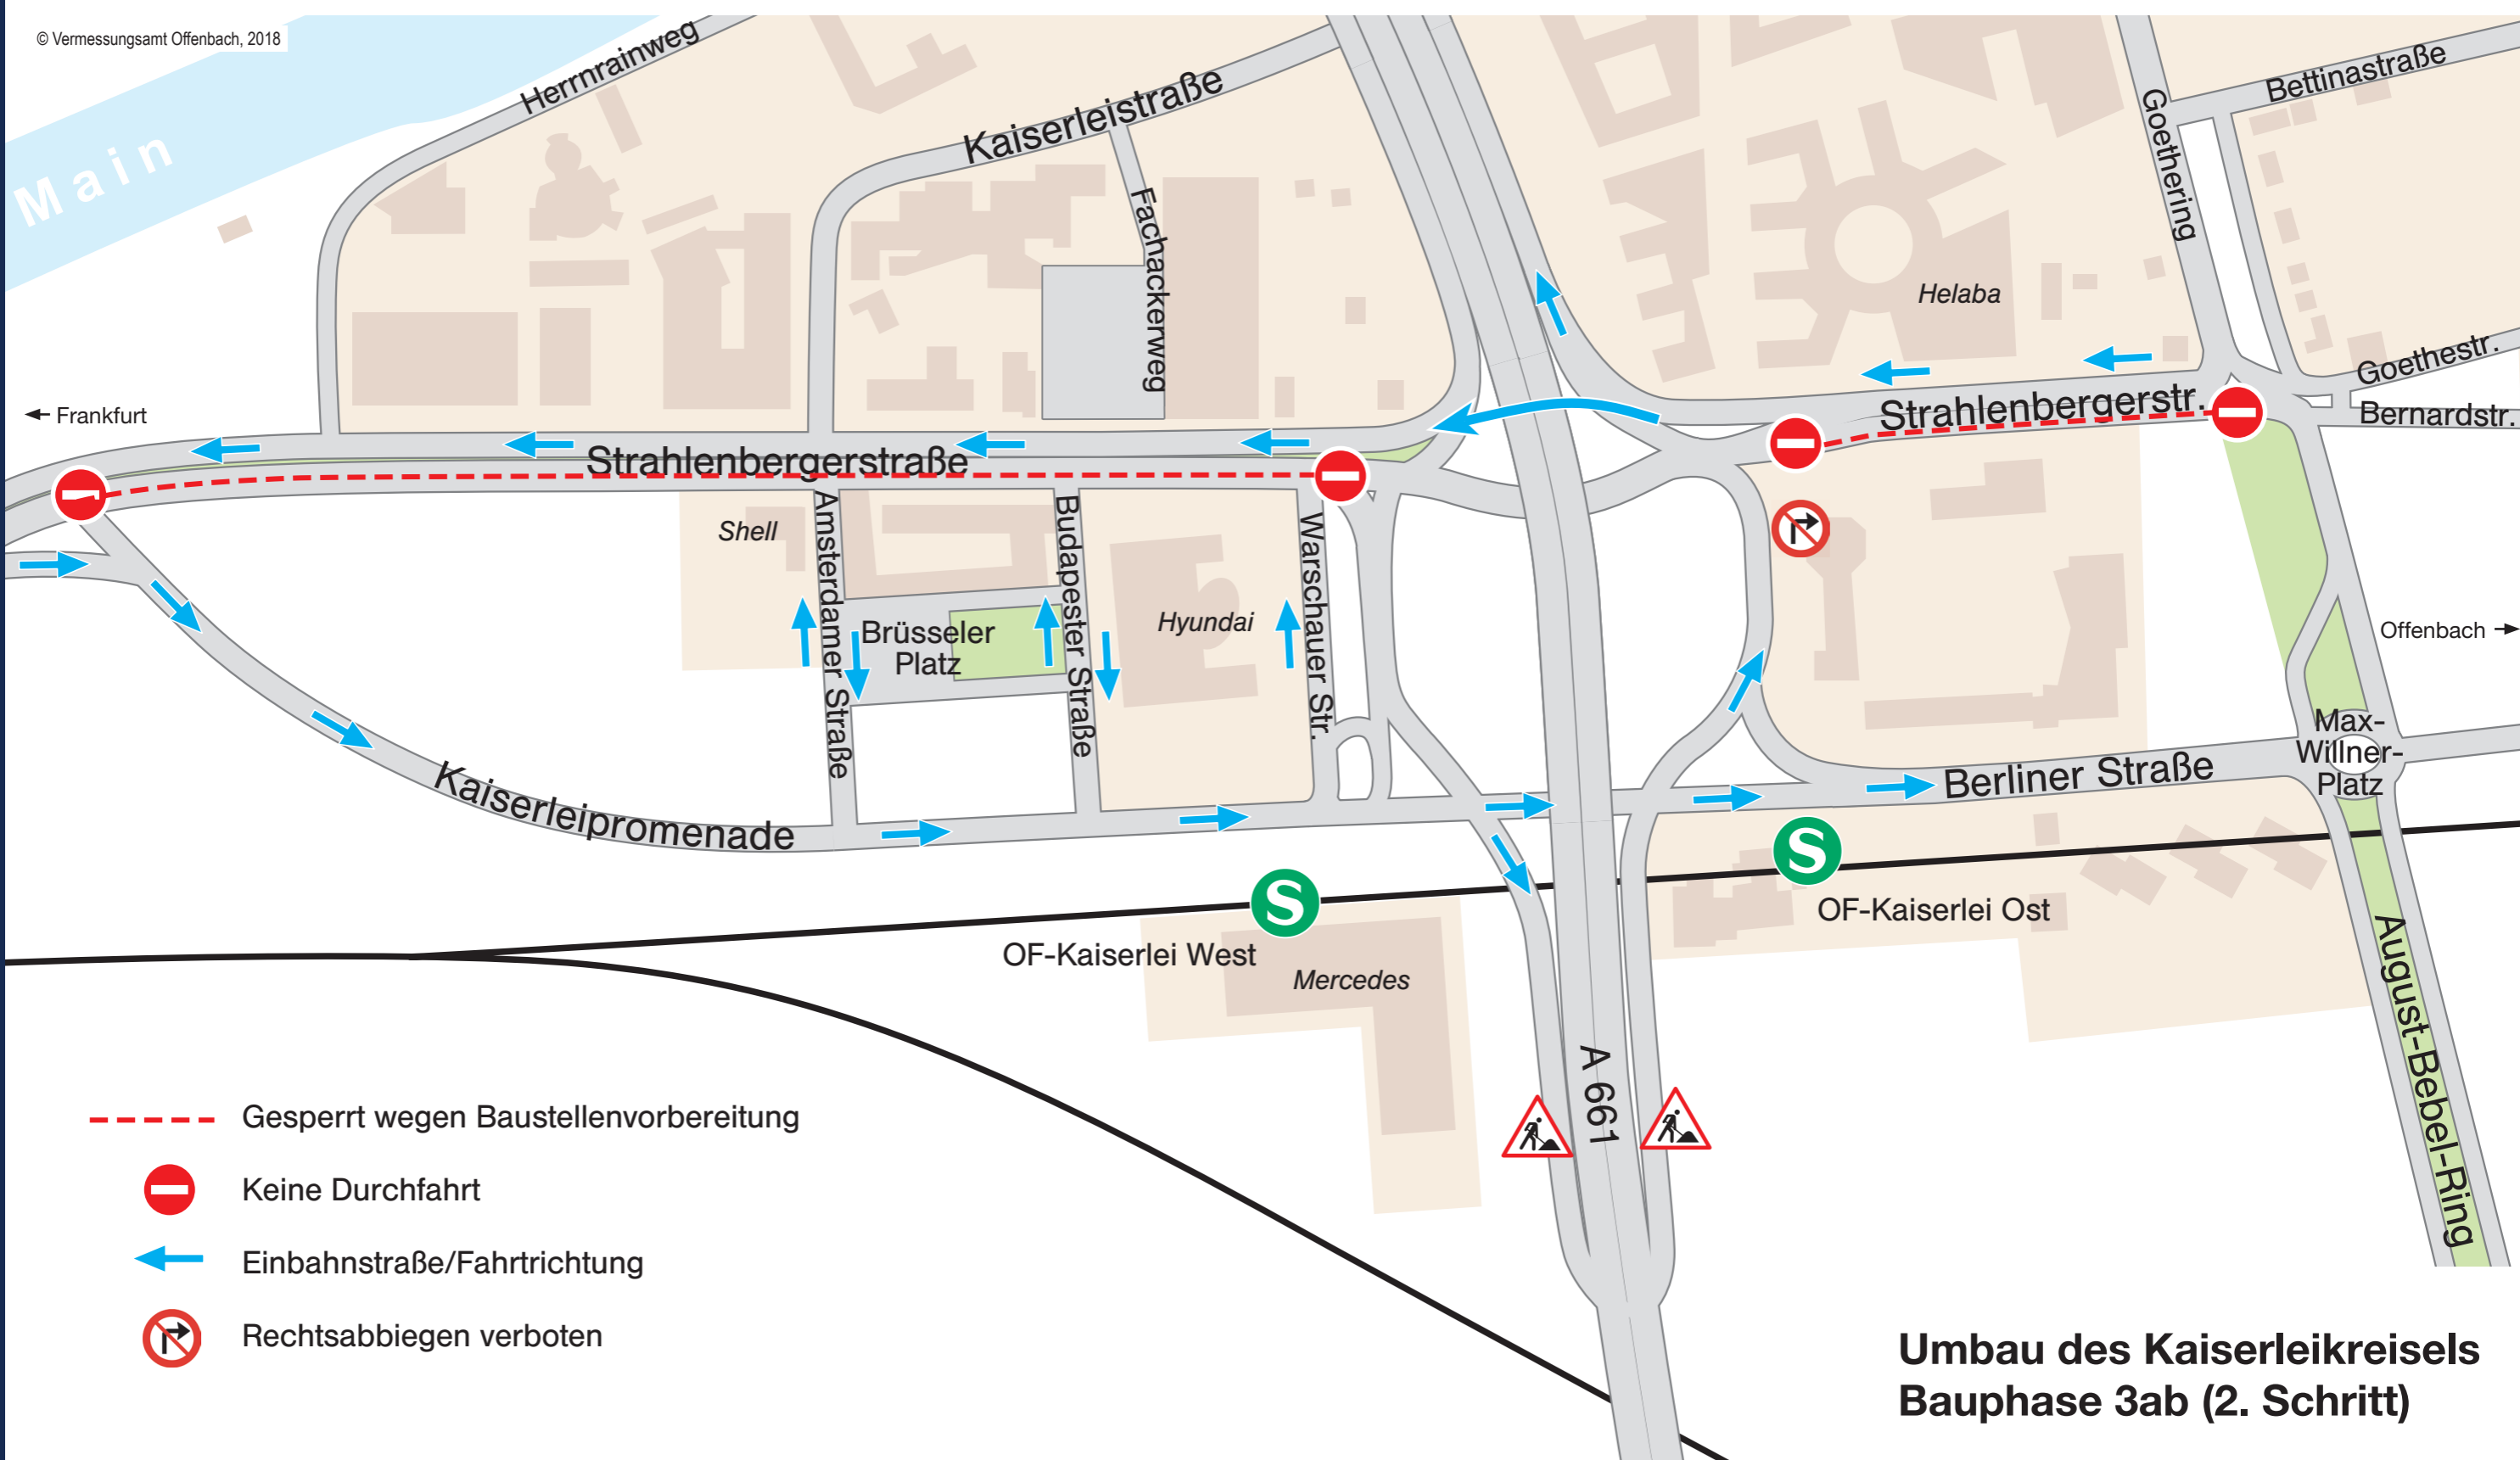 © Vermessungsamt Offenbach, 2018
Herrnrainweg
Main
Kaiserleistraße
Fachackerweg
Goethering
Bettinastraße
Helaba
Goethestr.
Bernardstr.
← Frankfurt
Strahlenbergerstraße
Strahlenbergerstr.
Shell
Amsterdamer Straße
Brüsseler
Platz
Budapester Straße
Hyundai
Warschauer Str.
Offenbach →
Max-
Willner-
Platz
Kaiserleipromenade
Berliner Straße
S
OF-Kaiserlei West
S
OF-Kaiserlei Ost
Mercedes
A 661
August-Bebel-Ring
Gesperrt wegen Baustellenvorbereitung
Keine Durchfahrt
Einbahnstraße/Fahrtrichtung
Rechtsabbiegen verboten
Umbau des Kaiserleikreisels
Bauphase 3ab (2. Schritt)